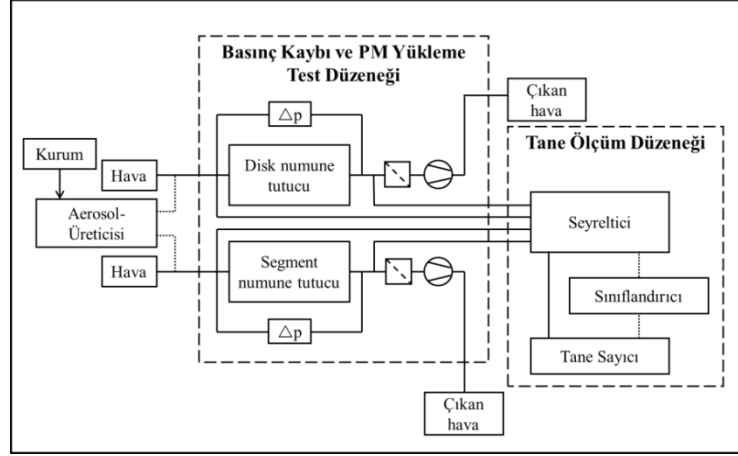 Basınç Kaybı ve PM Yükleme
Test Düzeneği
Çıkan
hava
△p
Tane Ölçüm Düzeneği
Kurum
Hava
Disk numune
tutucu
Aerosol-
Üreticisi
Seyreltici
Hava
Segment
numune tutucu
Sınıflandırıcı
△p
Tane Sayıcı
Çıkan
hava